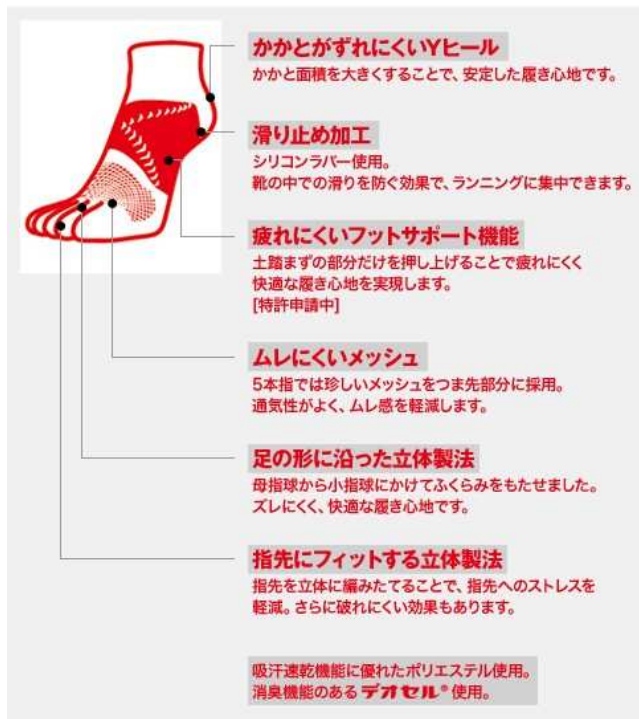 かかとがずれにくいYヒール
かかと面積を大きくすることで、安定した履き心地です。
滑り止め加工
シリコンラバー使用。
靴の中での滑りを防ぐ効果で、ランニングに集中できます。
疲れにくいフットサポート機能
土踏まずの部分だけを押し上げることで疲れにくく
快適な履き心地を実現します。
[特許申請中]
ムレにくいメッシュ
5本指では珍しいメッシュをつま先部分に採用。
通気性がよく、ムレ感を軽減します。
足の形に沿った立体製法
母指球から小指球にかけてふくらみをもたせました。
ズレにくく、快適な履き心地です。
指先にフィットする立体製法
指先を立体に編みたてることで、指先へのストレスを
軽減。さらに破れにくい効果もあります。
吸汗速乾機能に優れたポリエステル使用。
消臭機能のあるデオセル®使用。